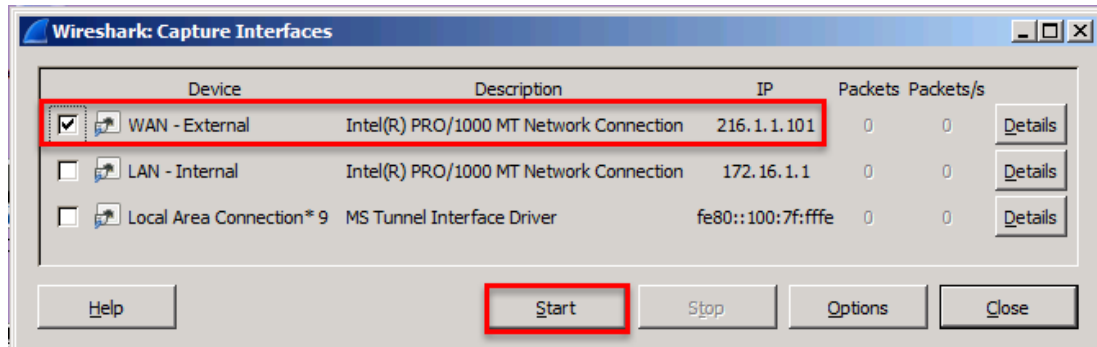 Wireshark: Capture Interfaces
Device Description IP Packets Packets/s
WAN - External Intel(R) PRO/1000 MT Network Connection 216.1.1.101 0 0 Details
LAN - Internal Intel(R) PRO/1000 MT Network Connection 172.16.1.1 0 0 Details
Local Area Connection* 9 MS Tunnel Interface Driver fe80::100:7f:fffe 0 0 Details
Help Start Stop Options Close